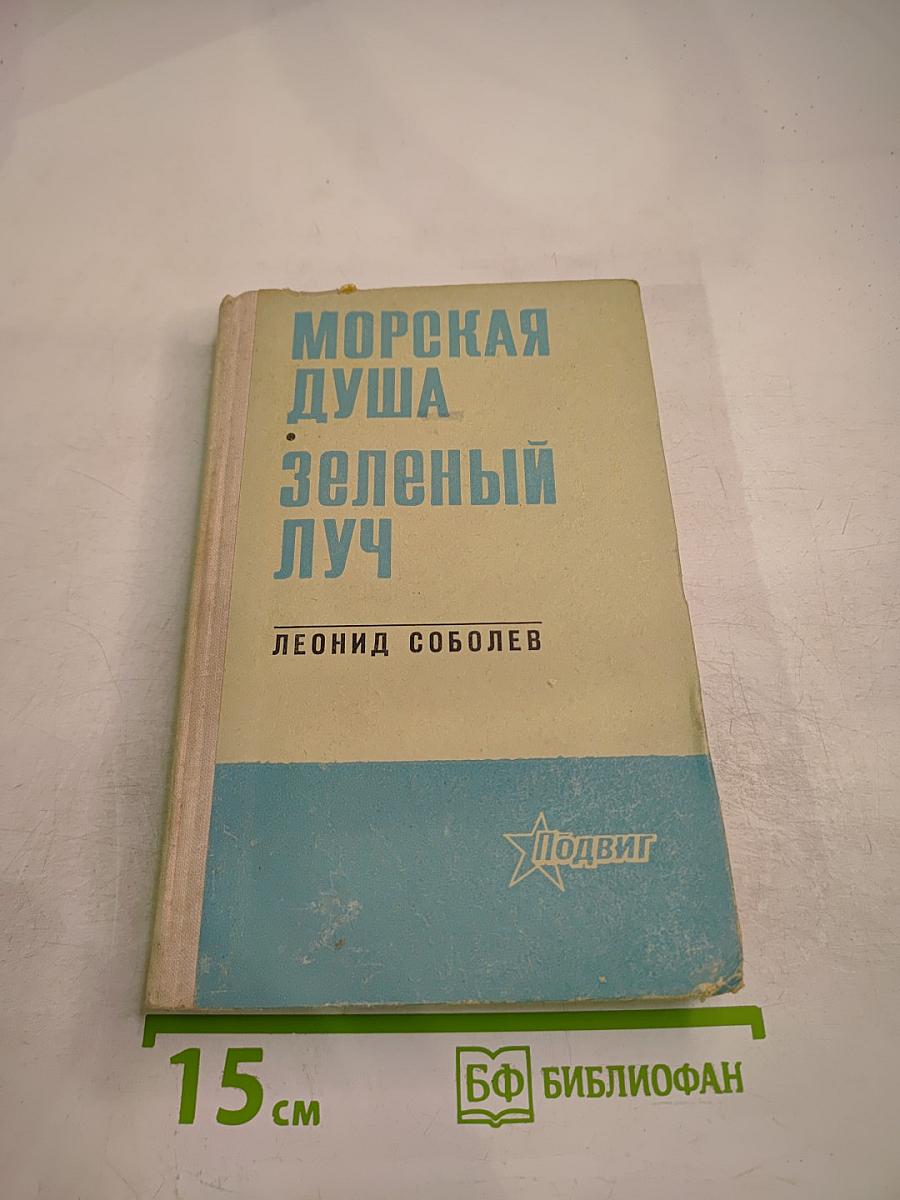 МОРСКАЯ
ДУША
•
Зеленый
ЛУЧ
ЛЕОНИД СОБОЛЕВ
Подвиг
15 см
БФ БИБЛИОФАН